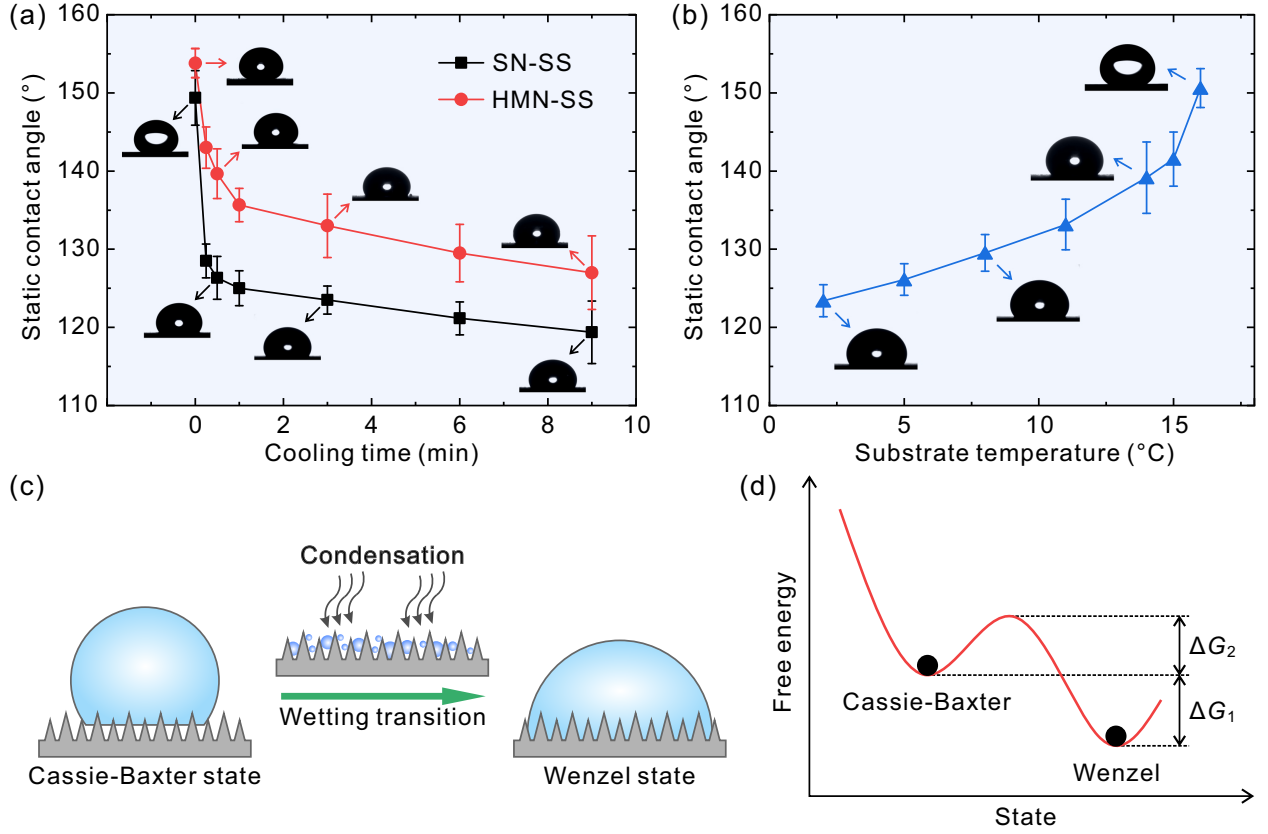 (a)
160
150
140
130
120
110
Static contact angle (°)
SN-SS
HMN-SS
0
2
4
6
8
10
Cooling time (min)
(b)
160
150
140
130
120
110
Static contact angle (°)
0
5
10
15
Substrate temperature (°C)
(c)
Condensation
Wetting transition
Cassie-Baxter state
Wenzel state
(d)
Free energy
Cassie-Baxter
ΔG₂
ΔG₁
Wenzel
State